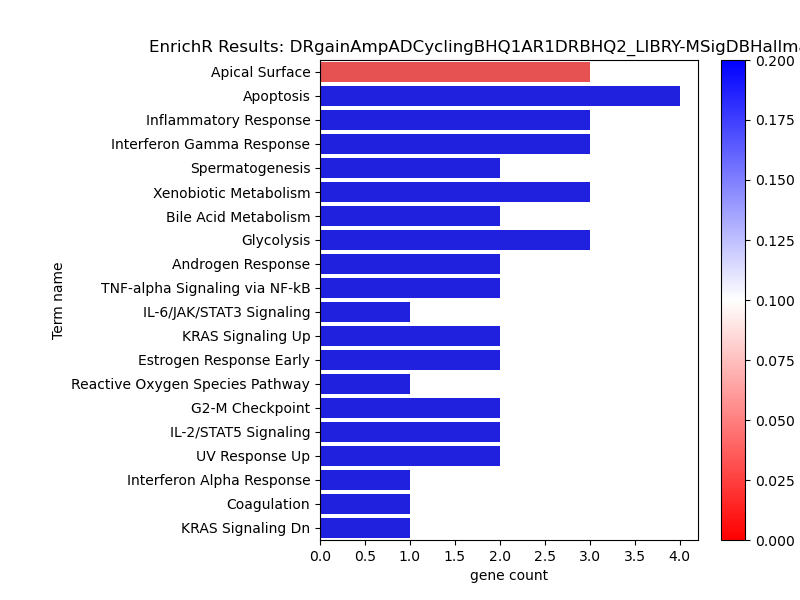 EnrichR Results: DRgainAmpADCyclingBHQ1AR1DRBHQ2_LIBRY-MSigDBHallma
Apical Surface
Apoptosis
Inflammatory Response
Interferon Gamma Response
Spermatogenesis
Xenobiotic Metabolism
Bile Acid Metabolism
Glycolysis
Androgen Response
TNF-alpha Signaling via NF-kB
IL-6/JAK/STAT3 Signaling
KRAS Signaling Up
Estrogen Response Early
Reactive Oxygen Species Pathway
G2-M Checkpoint
IL-2/STAT5 Signaling
UV Response Up
Interferon Alpha Response
Coagulation
KRAS Signaling Dn
Term name
0.0 0.5 1.0 1.5 2.0 2.5 3.0 3.5 4.0
gene count
0.200
0.175
0.150
0.125
0.100
0.075
0.050
0.025
0.000